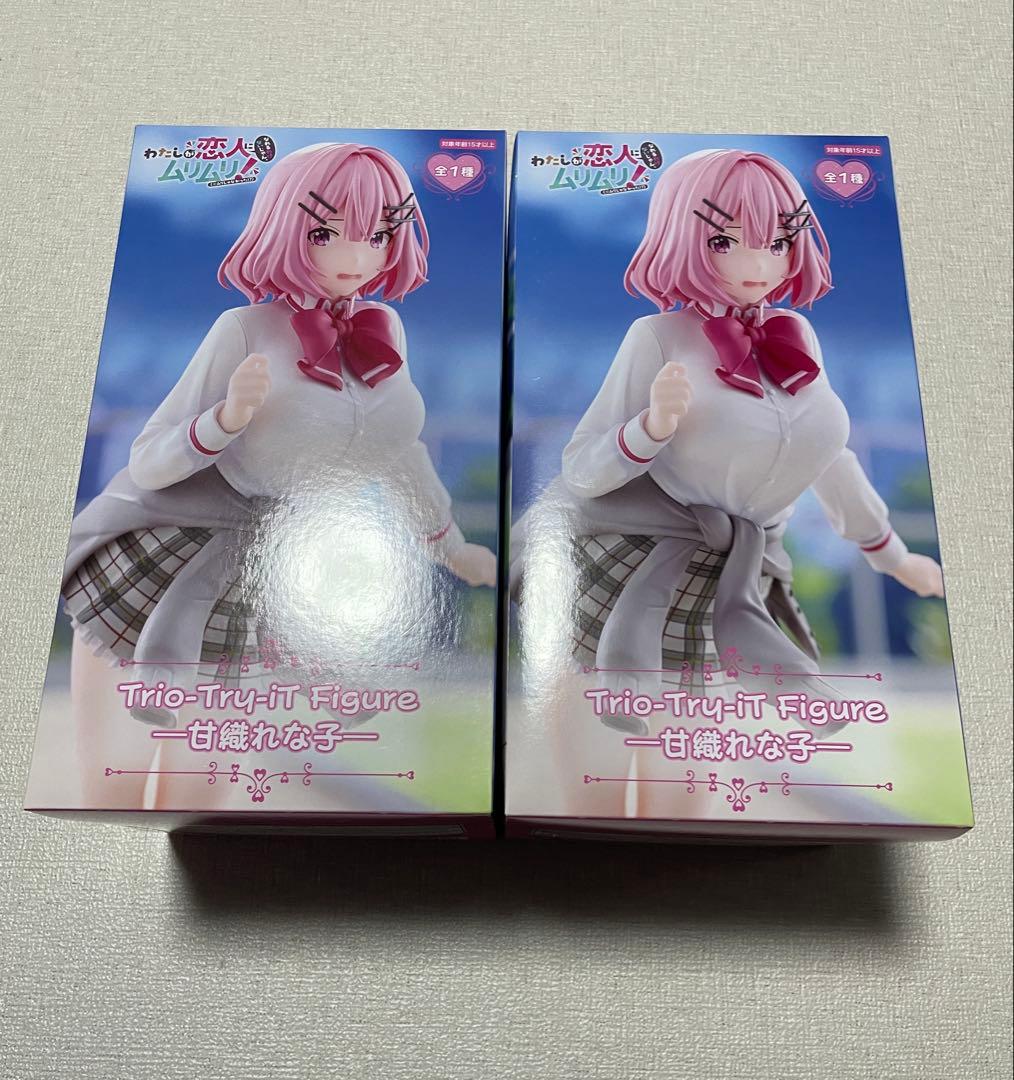 わたしが恋人に
ムリムリ!
対象年齢15才以上
全1種
Trio-Try-iT Figure
―甘織れな子―
わたしが恋人に
ムリムリ!
対象年齢15才以上
全1種
Trio-Try-iT Figure
―甘織れな子―